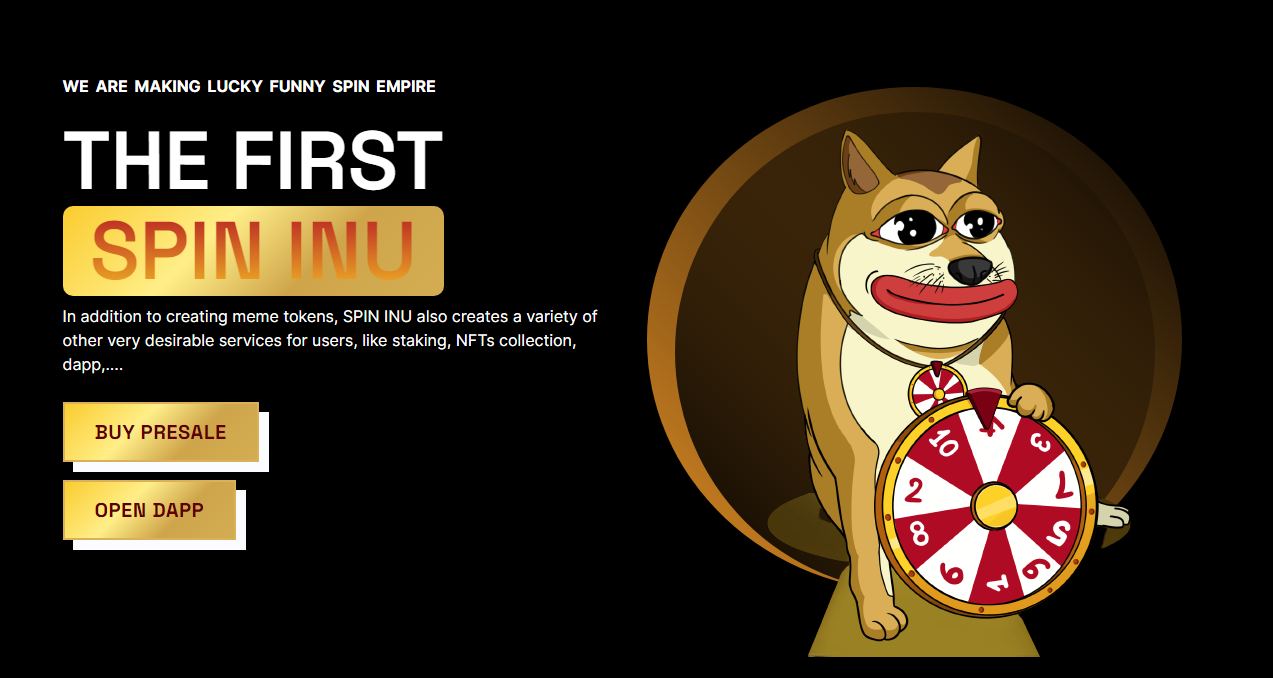 WE ARE MAKING LUCKY FUNNY SPIN EMPIRE
THE FIRST
SPIN INU
In addition to creating meme tokens, SPIN INU also creates a variety of
other very desirable services for users, like staking, NFTs collection,
dapp,....
BUY PRESALE
OPEN DAPP
10
4
3
2
7
8
5
9
1
6